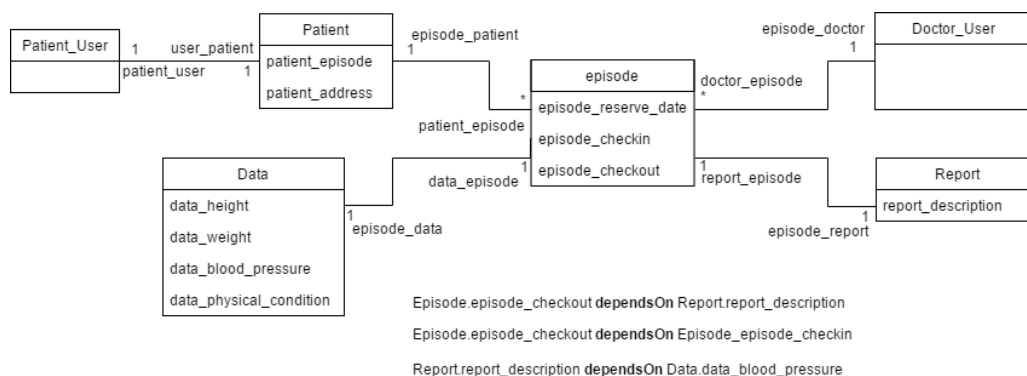 Patient_User
1
user_patient
patient_user
1
Patient
patient_episode
patient_address
episode_patient
1
*
patient_episode
episode
episode_reserve_date
episode_checkin
episode_checkout
episode_doctor
1
doctor_episode
*
Doctor_User
Data
data_height
data_weight
data_blood_pressure
data_physical_condition
1
data_episode
1
episode_data
1
report_episode
1
episode_report
Report
report_description
Episode.episode_checkout dependsOn Report.report_description
Episode.episode_checkout dependsOn Episode_episode_checkin
Report.report_description dependsOn Data.data_blood_pressure